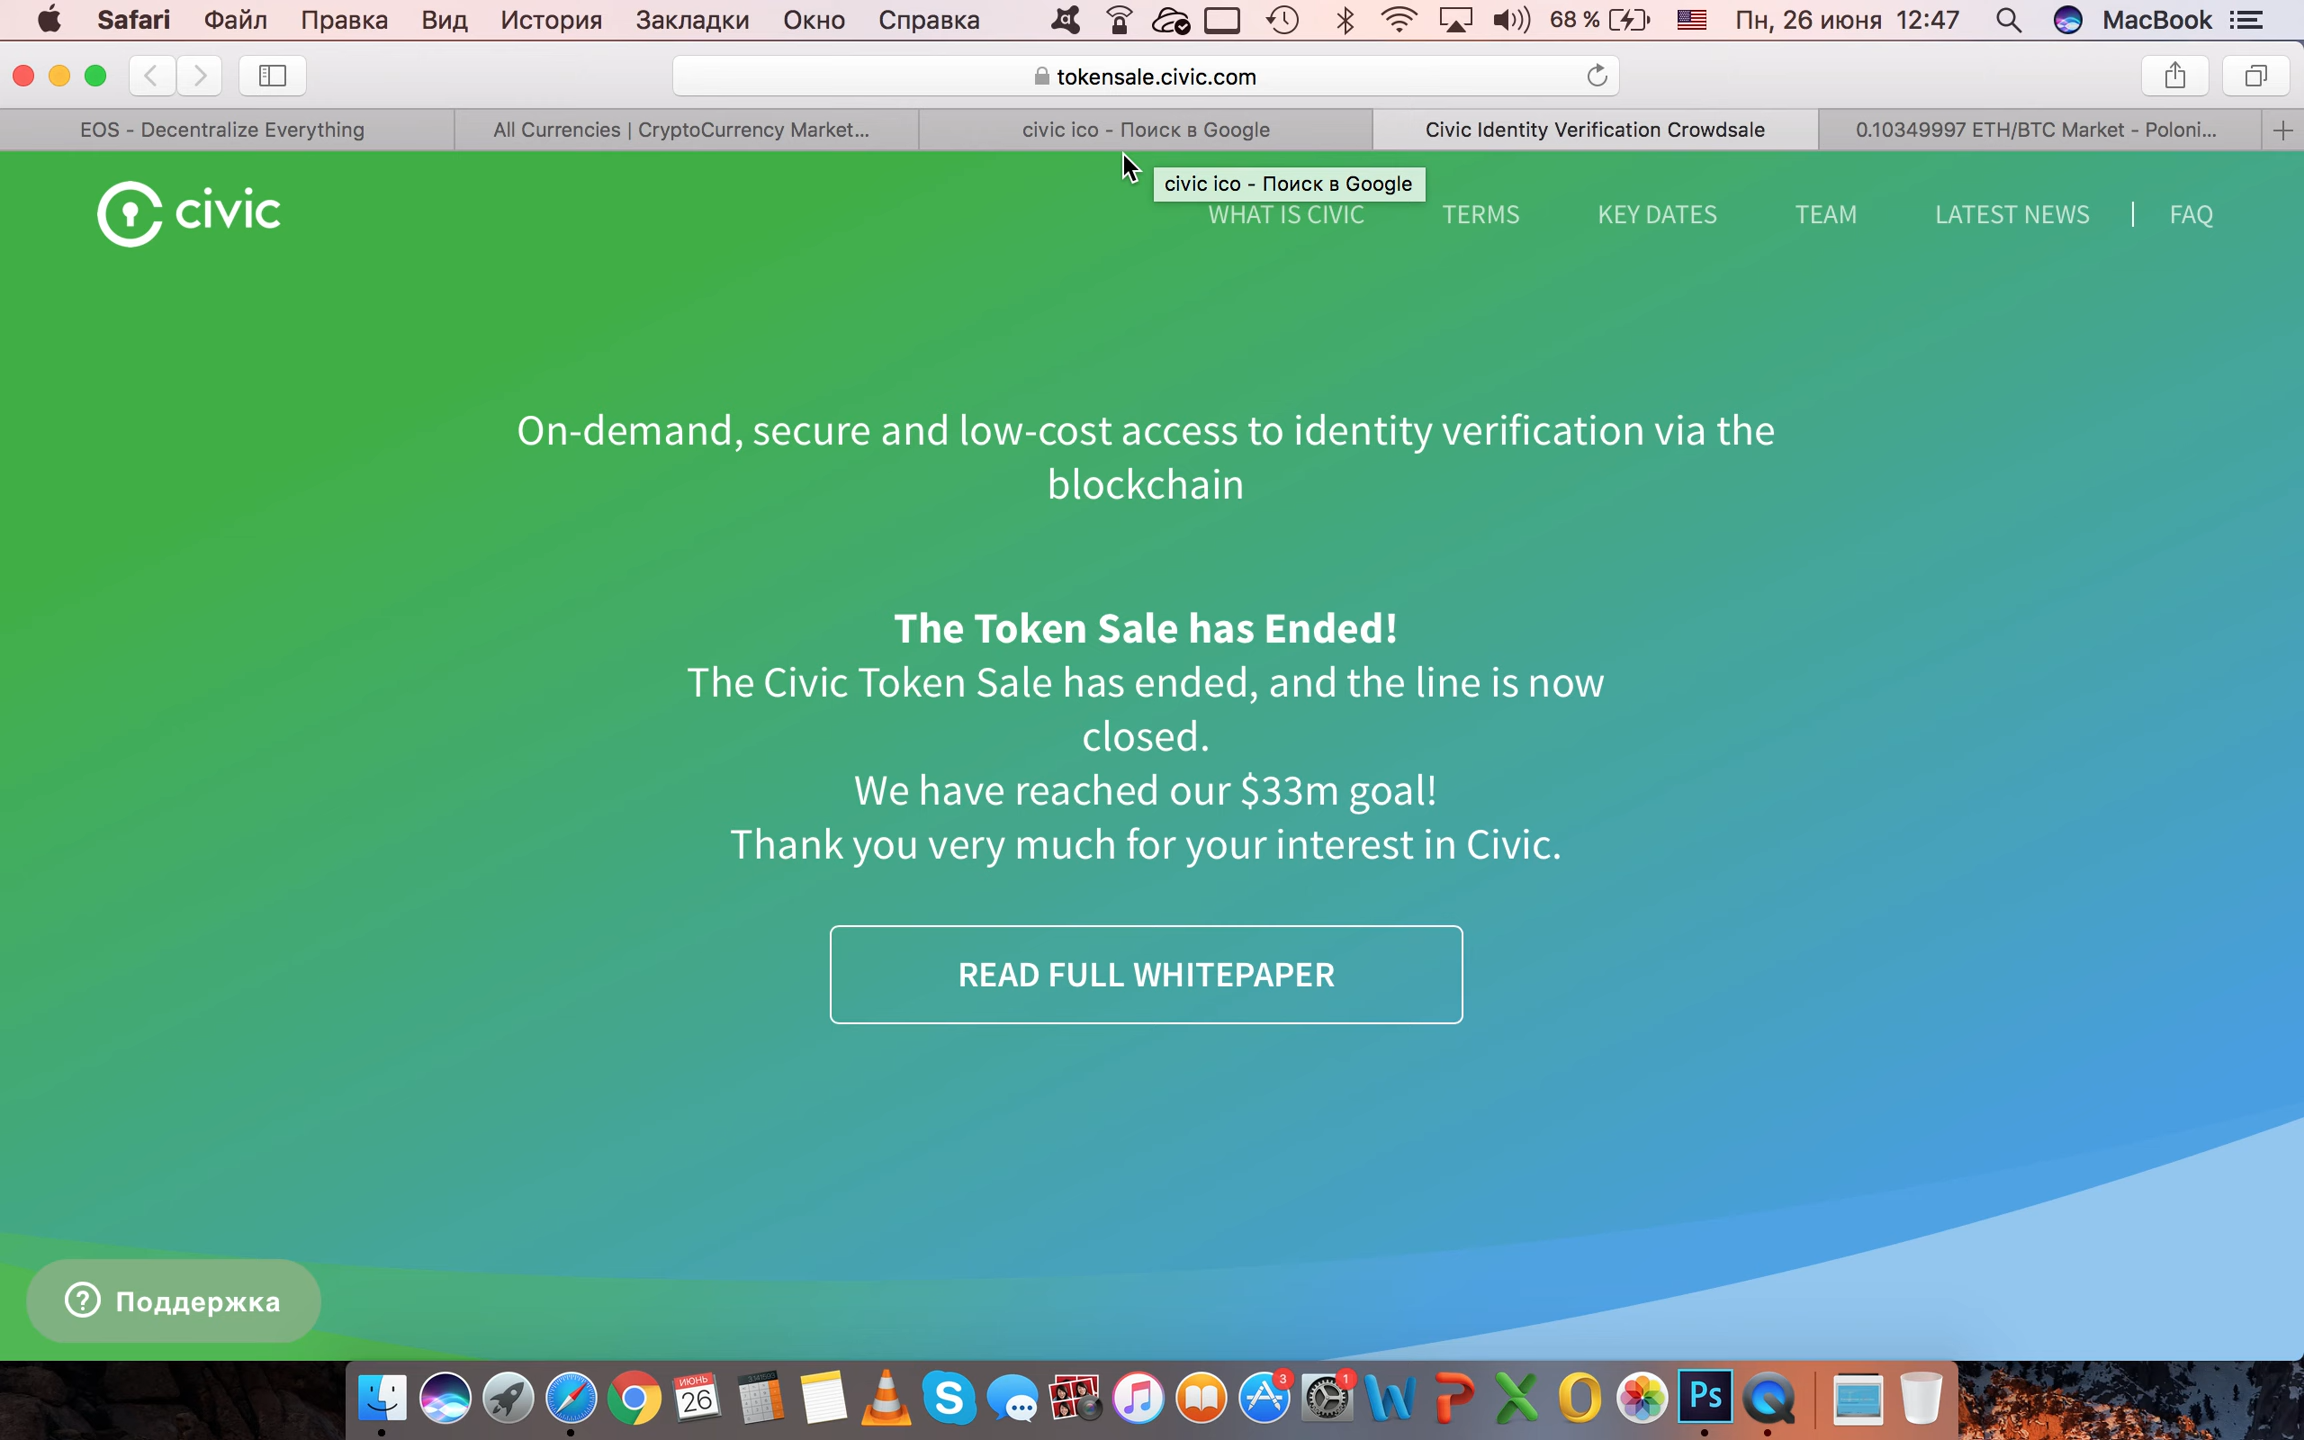 Safari Файл Правка Вид История Закладки Окно Справка 68 % Пн, 26 июня 12:47 MacBook
tokensale.civic.com
EOS - Decentralize Everything
All Currencies | CryptoCurrency Market...
civic ico - Поиск в Google
Civic Identity Verification Crowdsale
0.10349997 ETH/BTC Market - Poloni...
civic ico - Поиск в Google
civic
WHAT IS CIVIC TERMS KEY DATES TEAM LATEST NEWS | FAQ
On-demand, secure and low-cost access to identity verification via the
blockchain
The Token Sale has Ended!
The Civic Token Sale has ended, and the line is now
closed.
We have reached our $33m goal!
Thank you very much for your interest in Civic.
READ FULL WHITEPAPER
? Поддержка
ИЮНЬ
26
S
3
1
W
P
X
O
Ps